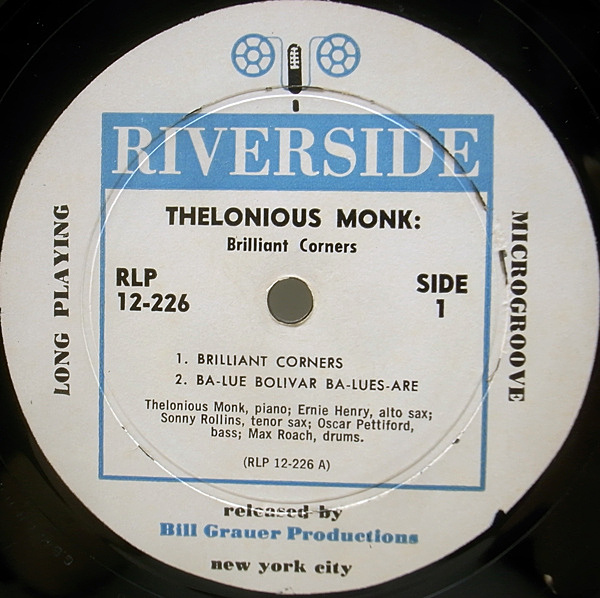 RIVERSIDE
THELONIOUS MONK:
Brilliant Corners
RLP
12-226
SIDE
1
LONG PLAYING
MICROGROOVE
1. BRILLIANT CORNERS
2. BA-LUE BOLIVAR BA-LUES-ARE
Thelonious Monk, piano; Ernie Henry, alto sax;
Sonny Rollins, tenor sax; Oscar Pettiford,
bass; Max Roach, drums.
(RLP 12-226 A)
released by
Bill Grauer Productions
new york city